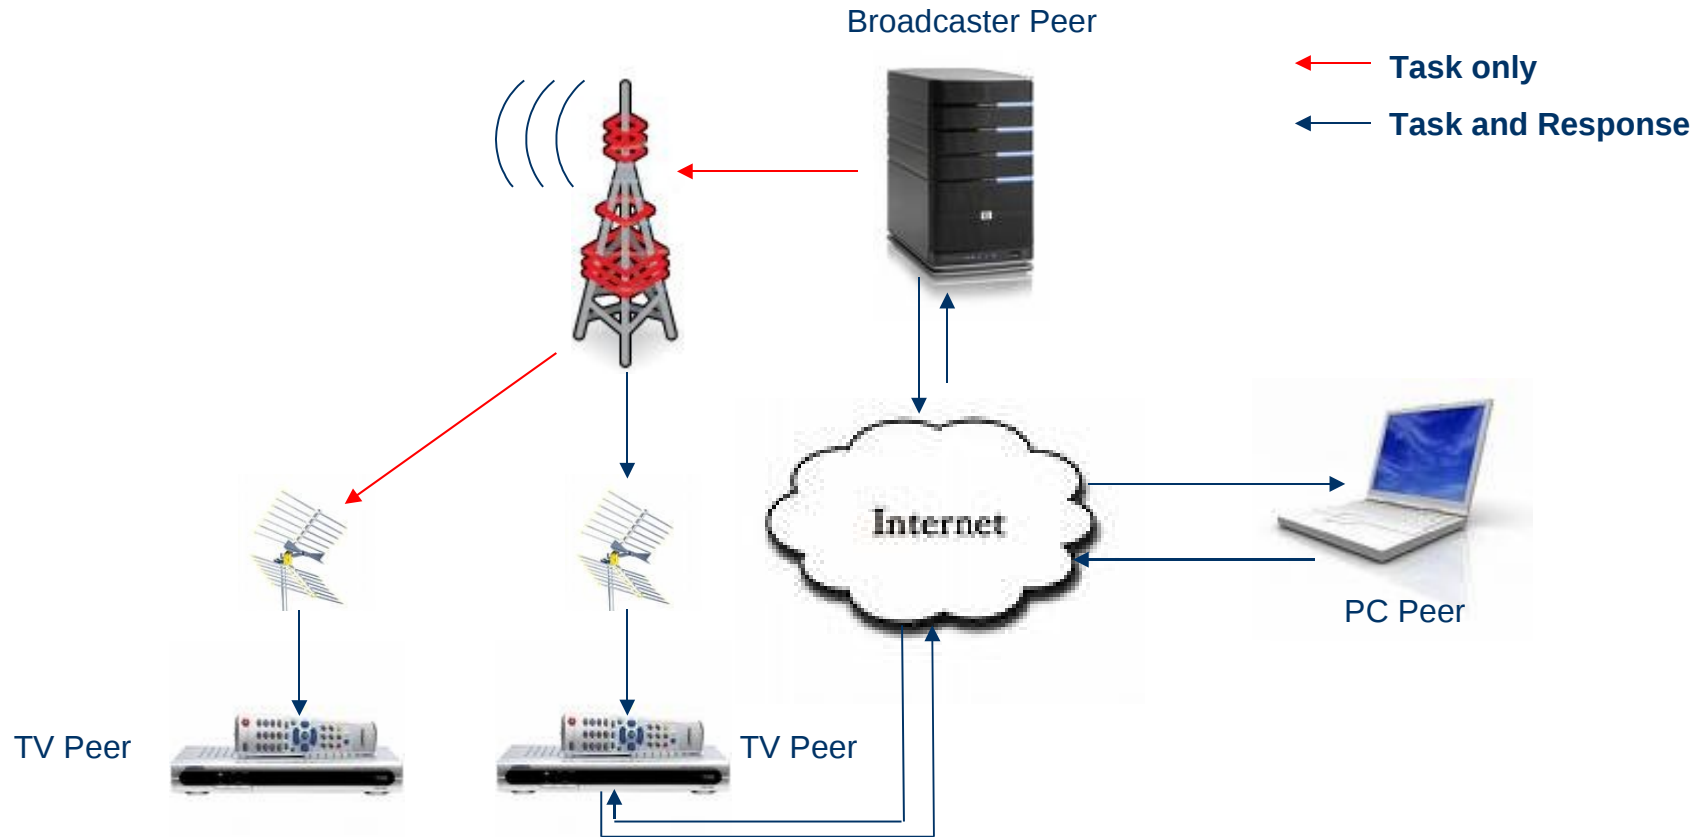 Broadcaster Peer
Task only
Task and Response
Internet
PC Peer
TV Peer
TV Peer